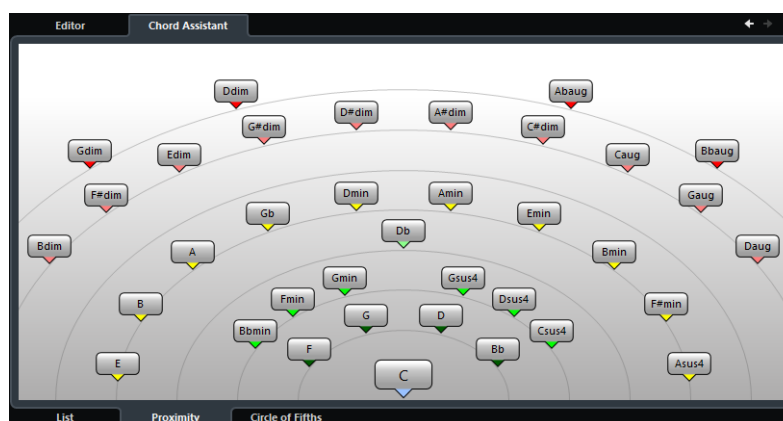 Editor Chord Assistant
Ddim Abaug
D#dim A#dim
G#dim C#dim
Gdim Edim Caug Bbaug
F#dim Dmin Amin Gaug
Gb Emin
Db
Bdim A Bmin Daug
Gmin Gsus4
B Fmin Dsus4 F#min
G D
Bbmin Csus4
F Bb
E Asus4
C
List Proximity Circle of Fifths